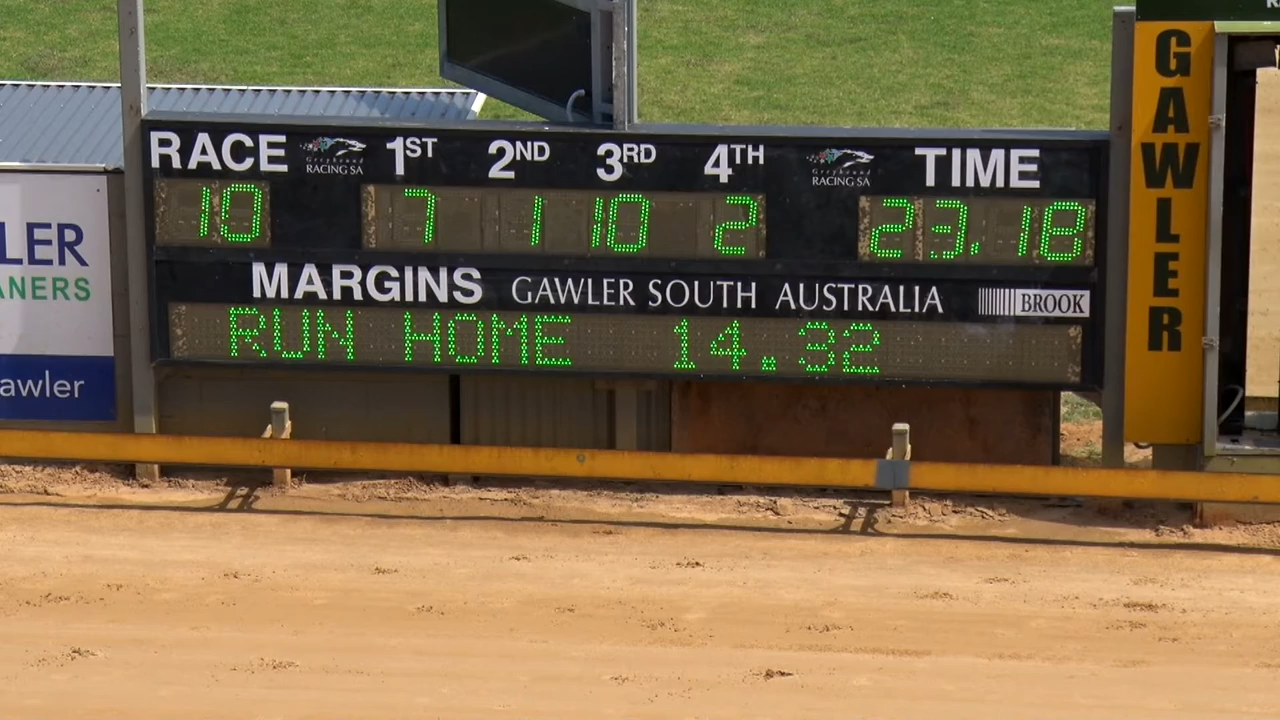 RACE Greyhound RACING SA 1ST 2ND 3RD 4TH Greyhound RACING SA TIME
10 7 1 10 2 23.18
MARGINS GAWLER SOUTH AUSTRALIA BROOK
RUN HOME 14.32
GAWLER
LER
ANERS
awler